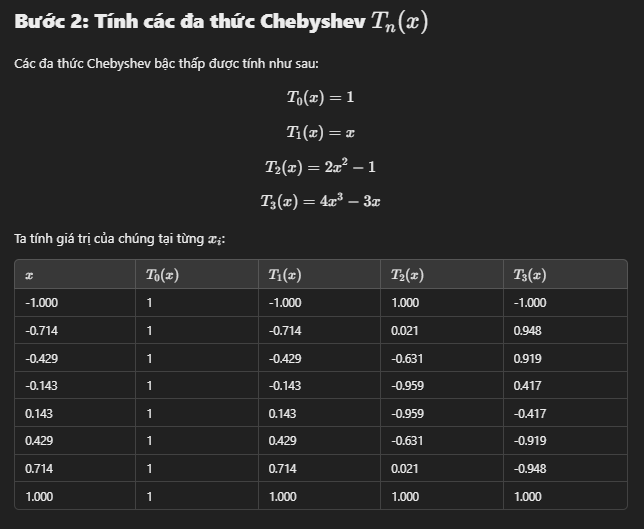 Bước 2: Tính các đa thức Chebyshev Tₙ(x)
Các đa thức Chebyshev bậc thấp được tính như sau:
T₀(x) = 1
T₁(x) = x
T₂(x) = 2x² − 1
T₃(x) = 4x³ − 3x
Ta tính giá trị của chúng tại từng xᵢ:
x T₀(x) T₁(x) T₂(x) T₃(x)
-1.000 1 -1.000 1.000 -1.000
-0.714 1 -0.714 0.021 0.948
-0.429 1 -0.429 -0.631 0.919
-0.143 1 -0.143 -0.959 0.417
0.143 1 0.143 -0.959 -0.417
0.429 1 0.429 -0.631 -0.919
0.714 1 0.714 0.021 -0.948
1.000 1 1.000 1.000 1.000